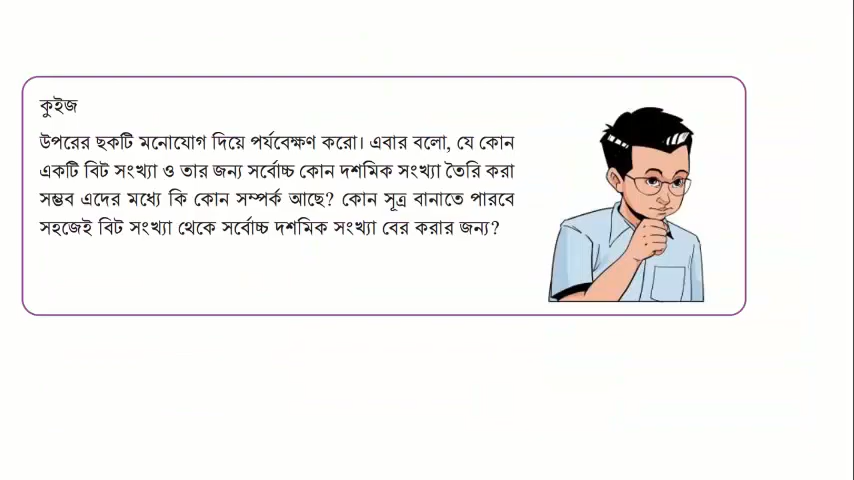 কুইজ
উপরের ছকটি মনোযোগ দিয়ে পর্যবেক্ষণ করো। এবার বলো, যে কোন
একটি বিট সংখ্যা ও তার জন্য সর্বোচ্চ কোন দশমিক সংখ্যা তৈরি করা
সম্ভব এদের মধ্যে কি কোন সম্পর্ক আছে? কোন সূত্র বানাতে পারবে
সহজেই বিট সংখ্যা থেকে সর্বোচ্চ দশমিক সংখ্যা বের করার জন্য?